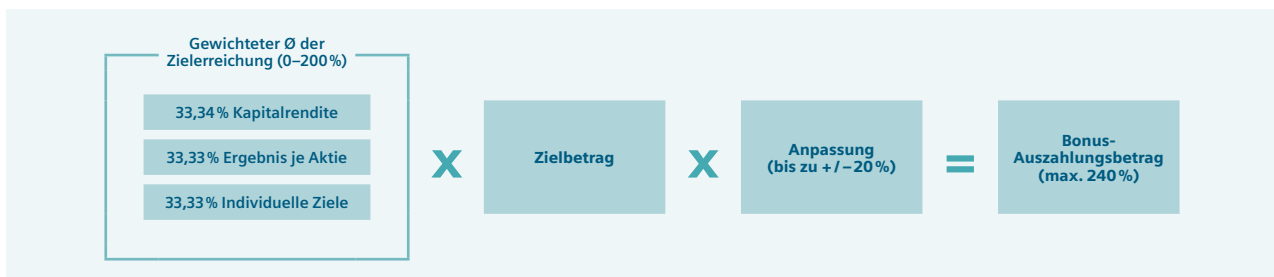 Gewichteter Ø der
Zielerreichung (0–200 %)
33,34 % Kapitalrendite
33,33 % Ergebnis je Aktie
33,33 % Individuelle Ziele
x
Zielbetrag
x
Anpassung
(bis zu + / – 20 %)
=
Bonus-
Auszahlungsbetrag
(max. 240 %)